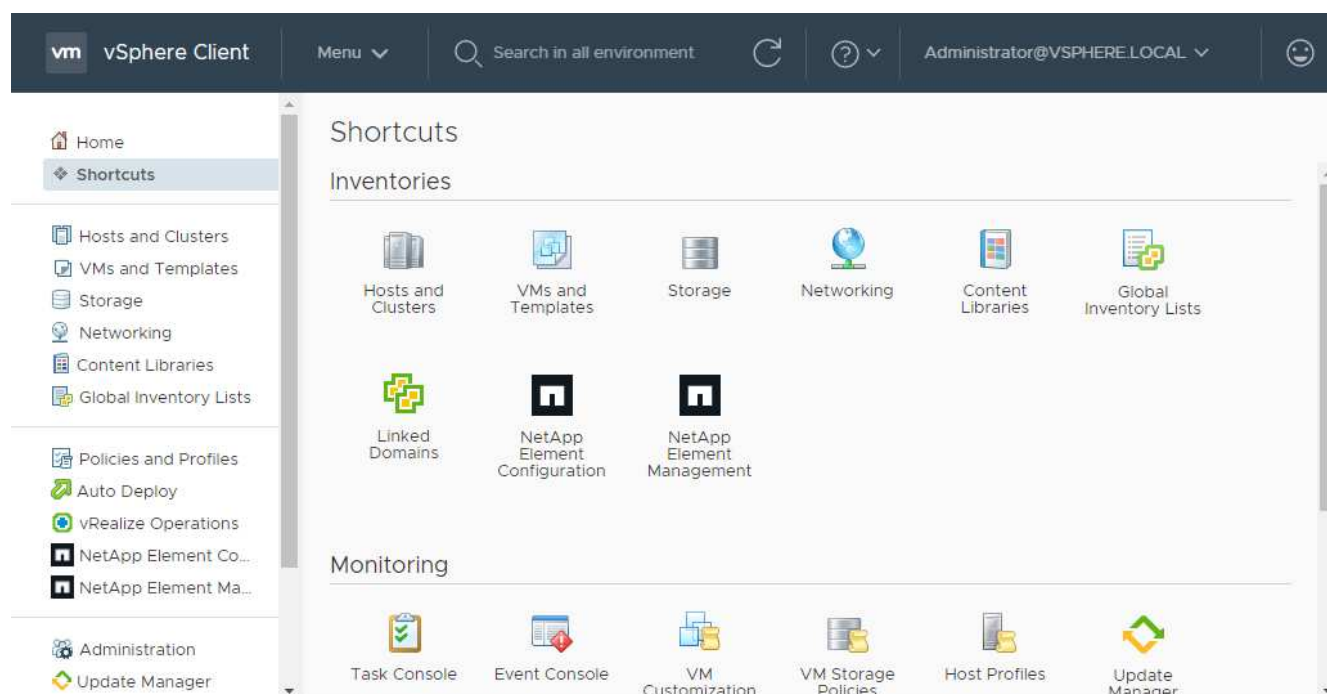 vm vSphere Client Menu Search in all environment Administrator@VSPHERE.LOCAL
Home
Shortcuts
Hosts and Clusters
VMs and Templates
Storage
Networking
Content Libraries
Global Inventory Lists
Policies and Profiles
Auto Deploy
vRealize Operations
NetApp Element Co...
NetApp Element Ma...
Administration
Update Manager
Shortcuts
Inventories
Hosts and
Clusters
VMs and
Templates
Storage
Networking
Content
Libraries
Global
Inventory Lists
Linked
Domains
NetApp
Element
Configuration
NetApp
Element
Management
Monitoring
Task Console
Event Console
VM
Customization
VM Storage
Policies
Host Profiles
Update
Manager